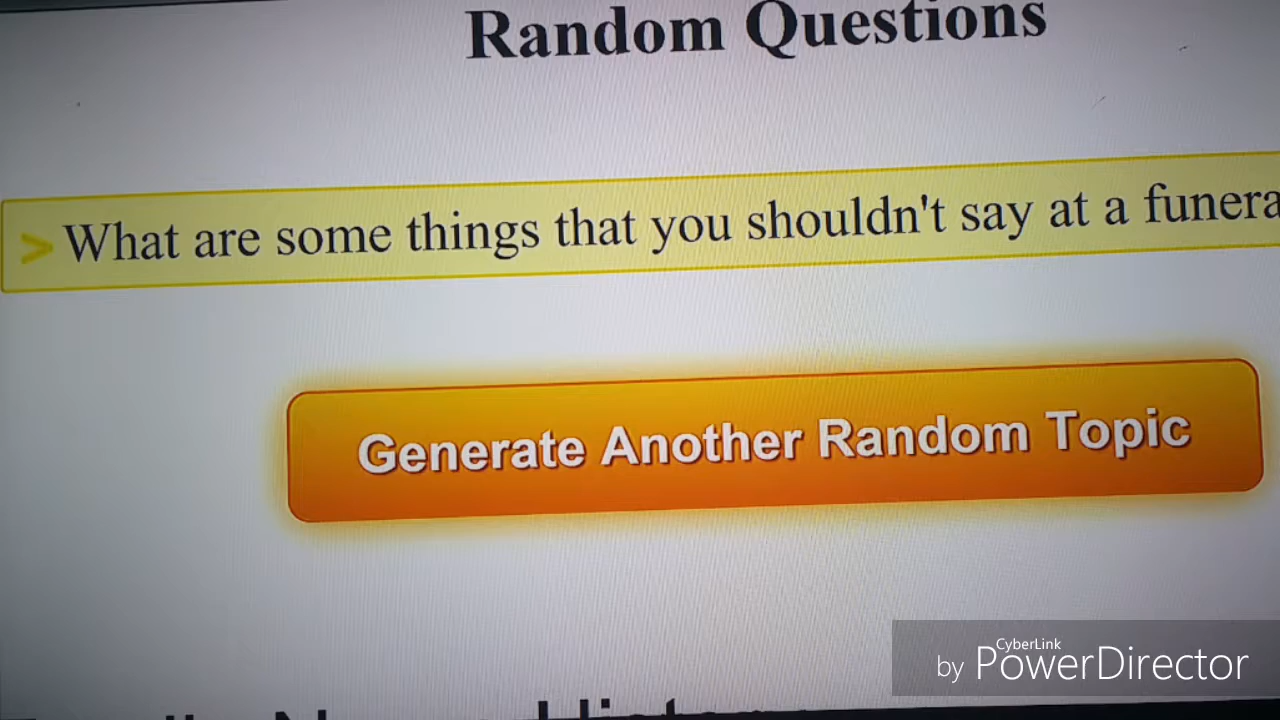 Random Questions
> What are some things that you shouldn't say at a funera
Generate Another Random Topic
CyberLink
by PowerDirector